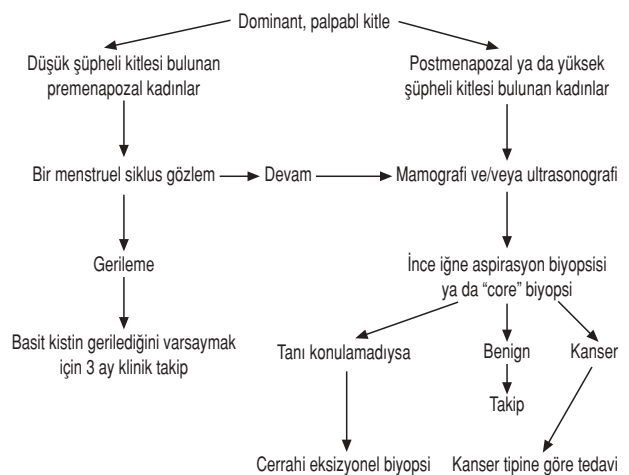 Dominant, palpabl kitle
Düşük şüpheli kitlesi bulunan
premenapozal kadınlar
Postmenapozal ya da yüksek
şüpheli kitlesi bulunan kadınlar
Bir menstruel siklus gözlem
Devam
Mamografi ve/veya ultrasonografi
Gerileme
İnce iğne aspirasyon biyopsisi
ya da “core” biyopsi
Basit kistin gerilediğini varsaymak
için 3 ay klinik takip
Tanı konulamadıysa
Benign
Kanser
Takip
Cerrahi eksizyonel biyopsi
Kanser tipine göre tedavi